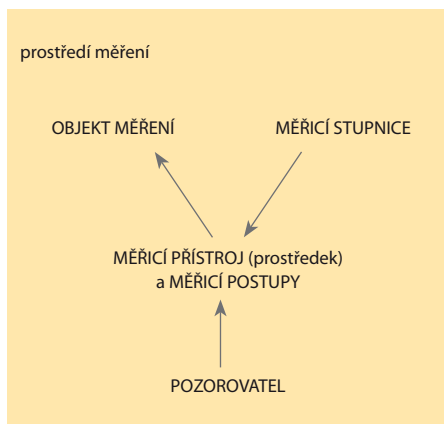 prostředí měření
OBJEKT MĚŘENÍ
MĚŘICÍ STUPNICE
MĚŘICÍ PŘÍSTROJ (prostředek)
a MĚŘICÍ POSTUPY
POZOROVATEL